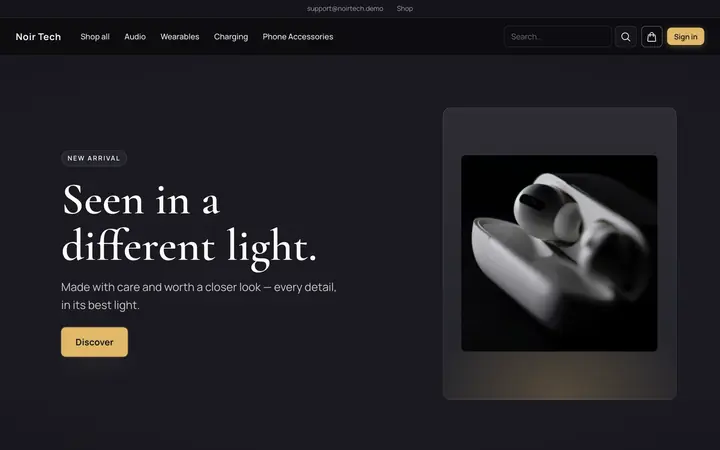 support@noirtech.demo Shop
Noir Tech Shop all Audio Wearables Charging Phone Accessories Search.. Sign in
NEW ARRIVAL
Seen in a
different light.
Made with care and worth a closer look — every detail,
in its best light.
Discover